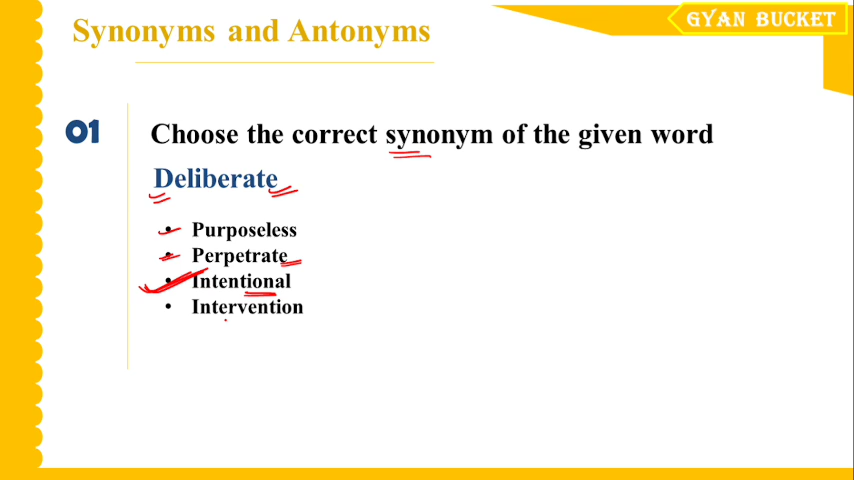 Synonyms and Antonyms
GYAN BUCKET
01
Choose the correct synonym of the given word
Deliberate
• Purposeless
• Perpetrate
• Intentional
• Intervention